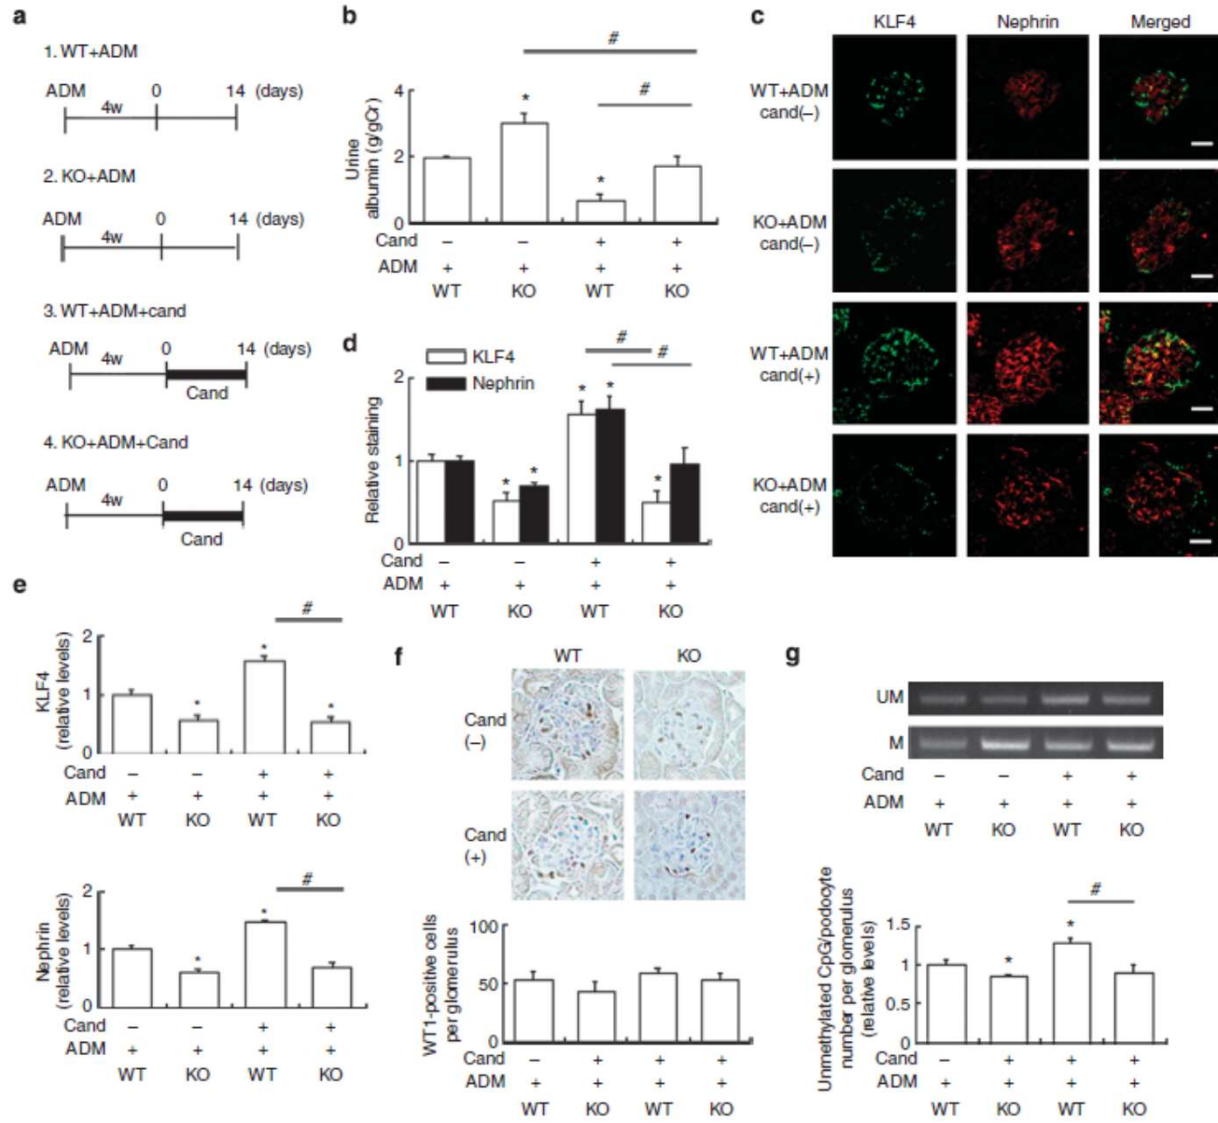 a
1. WT+ADM
ADM 0 14 (days)
4w
2. KO+ADM
ADM 0 14 (days)
4w
3. WT+ADM+cand
ADM 0 14 (days)
4w
Cand
4. KO+ADM+Cand
ADM 0 14 (days)
4w
Cand
b
#
#
Urine
albumin (g/gCr)
4
2
0
* *
Cand – – + +
ADM + + + +
WT KO WT KO
c
KLF4 Nephrin Merged
WT+ADM
cand(–)
KO+ADM
cand(–)
WT+ADM
cand(+)
KO+ADM
cand(+)
d
KLF4
Nephrin
#
#
Relative staining
2
1
0
* * * * *
Cand – – + +
ADM + + + +
WT KO WT KO
e
#
KLF4
(relative levels)
2
1
0
* * *
Cand – – + +
ADM + + + +
WT KO WT KO
#
Nephrin
(relative levels)
2
1
0
* *
Cand – – + +
ADM + + + +
WT KO WT KO
f
WT KO
Cand
(–)
Cand
(+)
WT1-positive cells
per glomerulus
100
50
0
Cand – + + +
ADM + + + +
WT KO WT KO
g
UM
M
Cand – – + +
ADM + + + +
WT KO WT KO
#
Unmethylated CpG/podocyte
number per glomerulus
(relative levels)
1.5
1
0.5
0
* *
Cand – + + +
ADM + + + +
WT KO WT KO